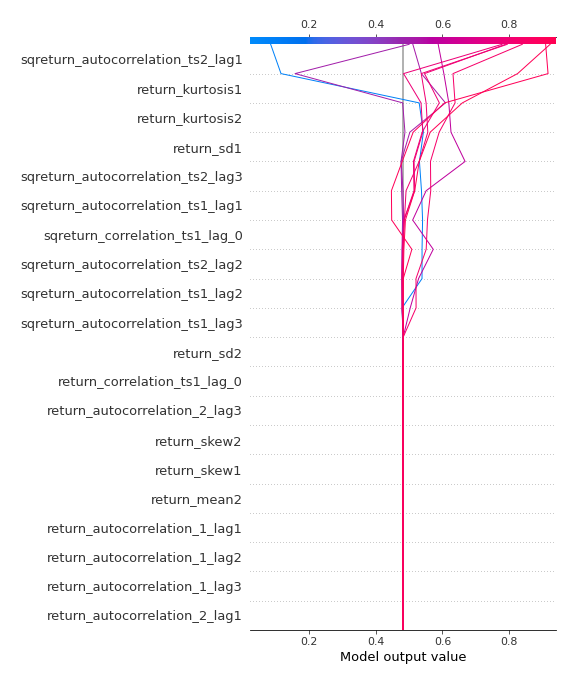 0.2 0.4 0.6 0.8
sqreturn_autocorrelation_ts2_lag1
return_kurtosis1
return_kurtosis2
return_sd1
sqreturn_autocorrelation_ts2_lag3
sqreturn_autocorrelation_ts1_lag1
sqreturn_correlation_ts1_lag_0
sqreturn_autocorrelation_ts2_lag2
sqreturn_autocorrelation_ts1_lag2
sqreturn_autocorrelation_ts1_lag3
return_sd2
return_correlation_ts1_lag_0
return_autocorrelation_2_lag3
return_skew2
return_skew1
return_mean2
return_autocorrelation_1_lag1
return_autocorrelation_1_lag2
return_autocorrelation_1_lag3
return_autocorrelation_2_lag1
0.2 0.4 0.6 0.8
Model output value